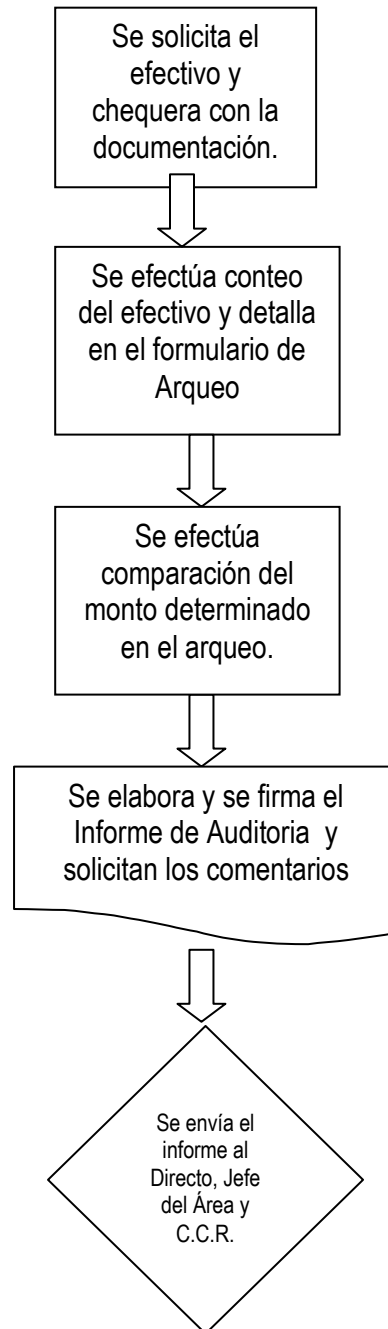 Se solicita el
efectivo y
chequera con la
documentación.
Se efectúa conteo
del efectivo y detalla
en el formulario de
Arqueo
Se efectúa
comparación del
monto determinado
en el arqueo.
Se elabora y se firma el
Informe de Auditoria y
solicitan los comentarios
Se envía el
informe al
Directo, Jefe
del Área y
C.C.R.